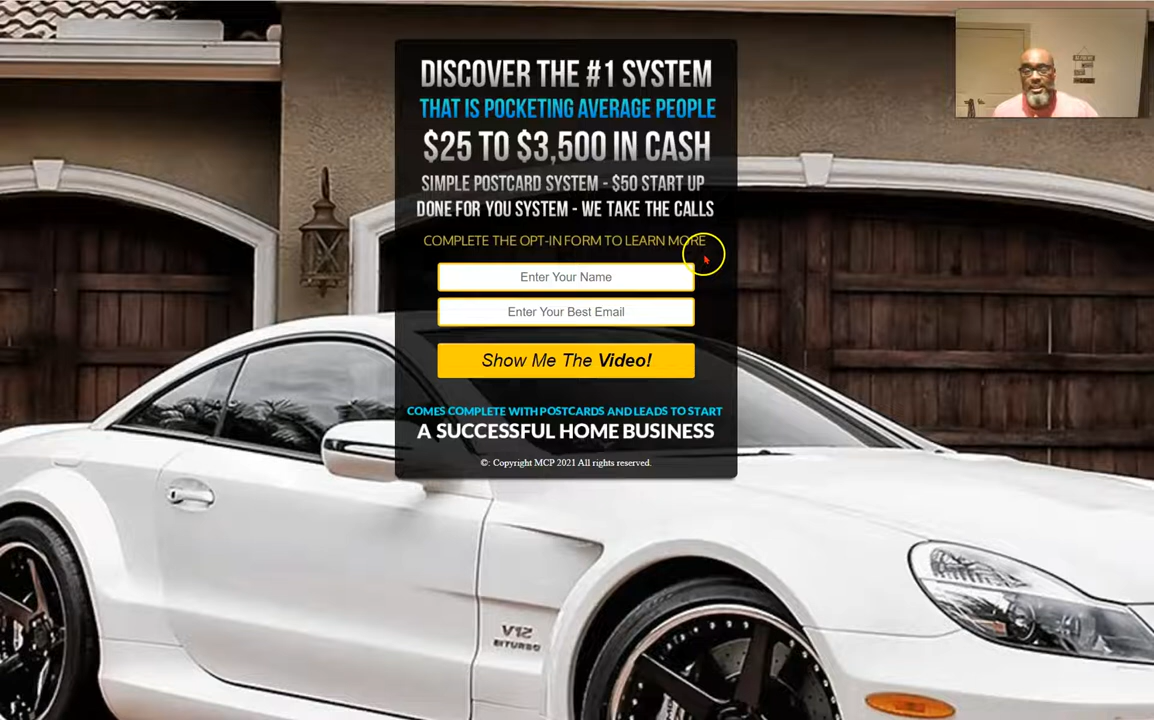 DISCOVER THE #1 SYSTEM
THAT IS POCKETING AVERAGE PEOPLE
$25 TO $3,500 IN CASH
SIMPLE POSTCARD SYSTEM - $50 START UP
DONE FOR YOU SYSTEM - WE TAKE THE CALLS
COMPLETE THE OPT-IN FORM TO LEARN MORE
Enter Your Name
Enter Your Best Email
Show Me The Video!
COMES COMPLETE WITH POSTCARDS AND LEADS TO START
A SUCCESSFUL HOME BUSINESS
©: Copyright MCP 2021 All rights reserved.
V12
BITURBO